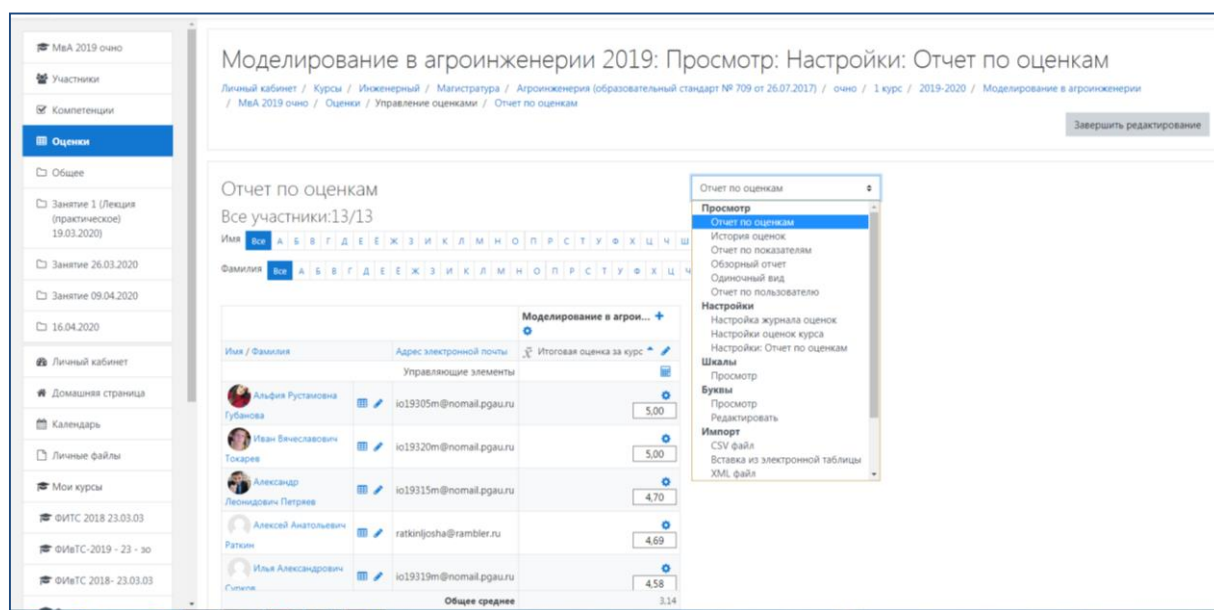 МвА 2019 очно
Участники
Компетенции
Оценки
Общее
Занятие 1 (Лекция
(практическое)
19.03.2020)
Занятие 26.03.2020
Занятие 09.04.2020
16.04.2020
Личный кабинет
Домашняя страница
Календарь
Личные файлы
Мои курсы
ФИТС 2018 23.03.03
ФИвТС-2019 - 23 - зо
ФИвТС 2018- 23.03.03
Моделирование в агроинженерии 2019: Просмотр: Настройки: Отчет по оценкам
Личный кабинет / Курсы / Инженерный / Магистратура / Агроинженерия (образовательный стандарт № 709 от 26.07.2017) / очно / 1 курс / 2019-2020 / Моделирование в агроинженерии
/ МвА 2019 очно / Оценки / Управление оценками / Отчет по оценкам
Завершить редактирование
Отчет по оценкам
Все участники:13/13
Имя Все А Б В Г Д Е Ё Ж З И К Л М Н О П Р С Т У Ф Х Ц Ч Ш
Фамилия Все А Б В Г Д Е Ё Ж З И К Л М Н О П Р С Т У Ф Х Ц Ч
Моделирование в агрои...
Имя / Фамилия Адрес электронной почты x̄ Итоговая оценка за курс
Управляющие элементы
Альфия Рустамовна
Губанова io19305m@nomail.pgau.ru 5,00
Иван Вячеславович
Токарев io19320m@nomail.pgau.ru 5,00
Александр
Леонидович Петряев io19315m@nomail.pgau.ru 4,70
Алексей Анатольевич
Раткин ratkinljosha@rambler.ru 4,69
Илья Александрович
io19319m@nomail.pgau.ru 4,58
Общее среднее 3,14
Отчет по оценкам
Просмотр
Отчет по оценкам
История оценок
Отчет по показателям
Обзорный отчет
Одиночный вид
Отчет по пользователю
Настройки
Настройка журнала оценок
Настройки оценок курса
Настройки: Отчет по оценкам
Шкалы
Просмотр
Буквы
Просмотр
Редактировать
Импорт
CSV файл
Вставка из электронной таблицы
XML файл